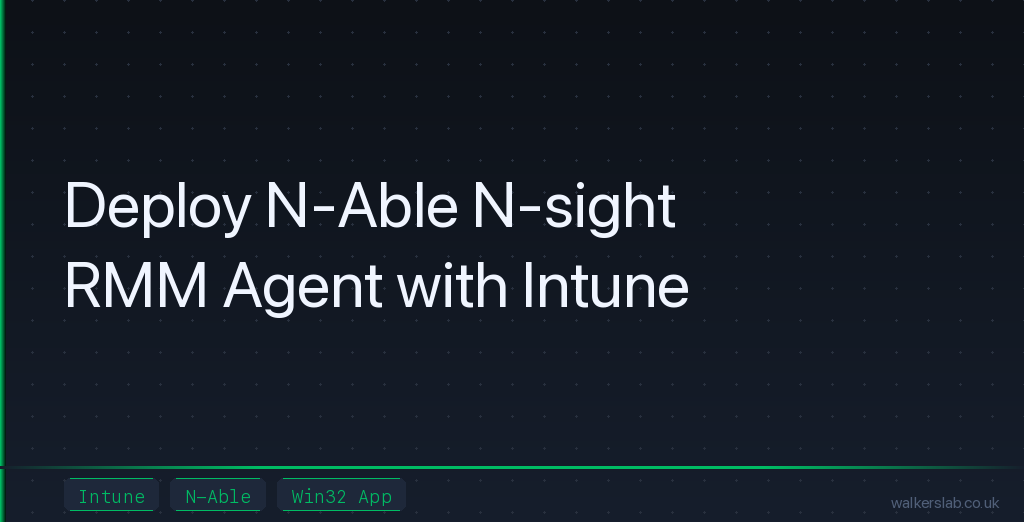 Deploy N-Able N-sight
RMM Agent with Intune
Intune
N-Able
Win32 App
walkerslab.co.uk